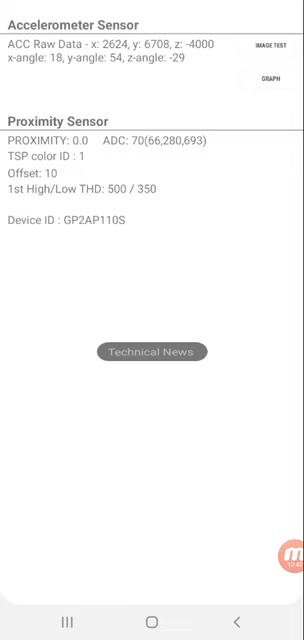 Accelerometer Sensor
ACC Raw Data - x: 2624, y: 6708, z: -4000
x-angle: 18, y-angle: 54, z-angle: -29
IMAGE TEST
GRAPH
Proximity Sensor
PROXIMITY: 0.0 ADC: 70(66,280,693)
TSP color ID : 1
Offset: 10
1st High/Low THD: 500 / 350
Device ID : GP2AP110S
Technical News